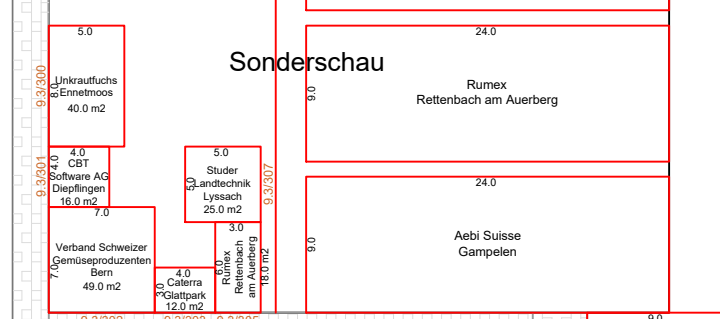 5.0
9.3/300
8.0
Unkrautfuchs
Ennetmoos
40.0 m2
Sonderschau
24.0
9.0
Rumex
Rettenbach am Auerberg
9.3/301
4.0
4.0
CBT
Software AG
Diepflingen
16.0 m2
5.0
5.0
Studer
Landtechnik
Lyssach
25.0 m2
9.3/307
24.0
9.0
Aebi Suisse
Gampelen
7.0
7.0
Verband Schweizer
Gemüseproduzenten
Bern
49.0 m2
4.0
3.0
Caterra
Glattpark
12.0 m2
3.0
6.0
Rumex
Rettenbach
am Auerberg
18.0 m2
9.0